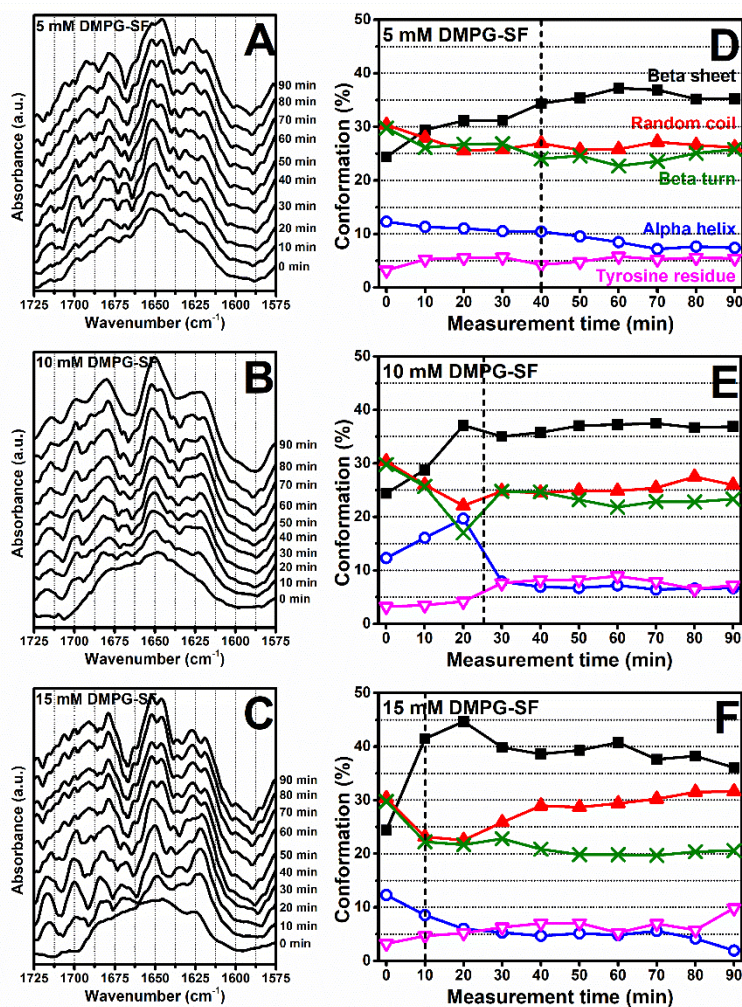 5 mM DMPG-SF
A
Absorbance (a.u.)
90 min
80 min
70 min
60 min
50 min
40 min
30 min
20 min
10 min
0 min
1725 1700 1675 1650 1625 1600 1575
Wavenumber (cm⁻¹)
5 mM DMPG-SF
D
Conformation (%)
50
40
30
20
10
0
Beta sheet
Random coil
Beta turn
Alpha helix
Tyrosine residue
0 10 20 30 40 50 60 70 80 90
Measurement time (min)
10 mM DMPG-SF
B
Absorbance (a.u.)
90 min
80 min
70 min
60 min
50 min
40 min
30 min
20 min
10 min
0 min
1725 1700 1675 1650 1625 1600 1575
Wavenumber (cm⁻¹)
10 mM DMPG-SF
E
Conformation (%)
50
40
30
20
10
0
0 10 20 30 40 50 60 70 80 90
Measurement time (min)
15 mM DMPG-SF
C
Absorbance (a.u.)
90 min
80 min
70 min
60 min
50 min
40 min
30 min
20 min
10 min
0 min
1725 1700 1675 1650 1625 1600 1575
Wavenumber (cm⁻¹)
15 mM DMPG-SF
F
Conformation (%)
50
40
30
20
10
0
0 10 20 30 40 50 60 70 80 90
Measurement time (min)